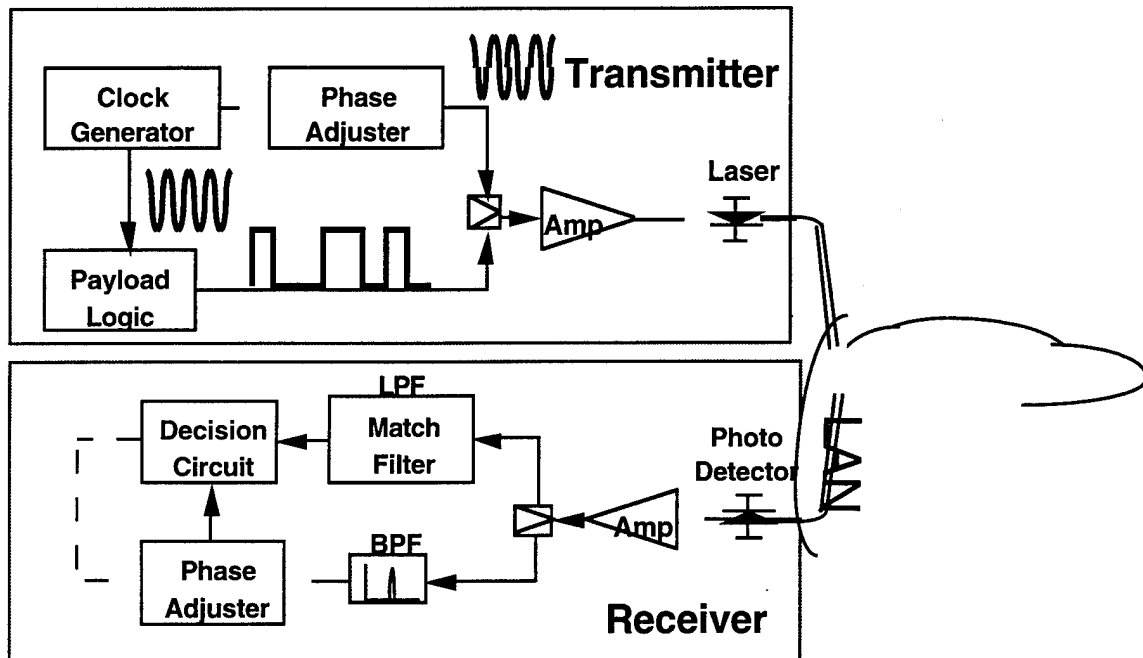 Transmitter
Clock
Generator
Phase
Adjuster
Laser
Amp
Payload
Logic
LPF
Decision
Circuit
Match
Filter
Photo
Detector
LAN
Amp
BPF
Phase
Adjuster
Receiver